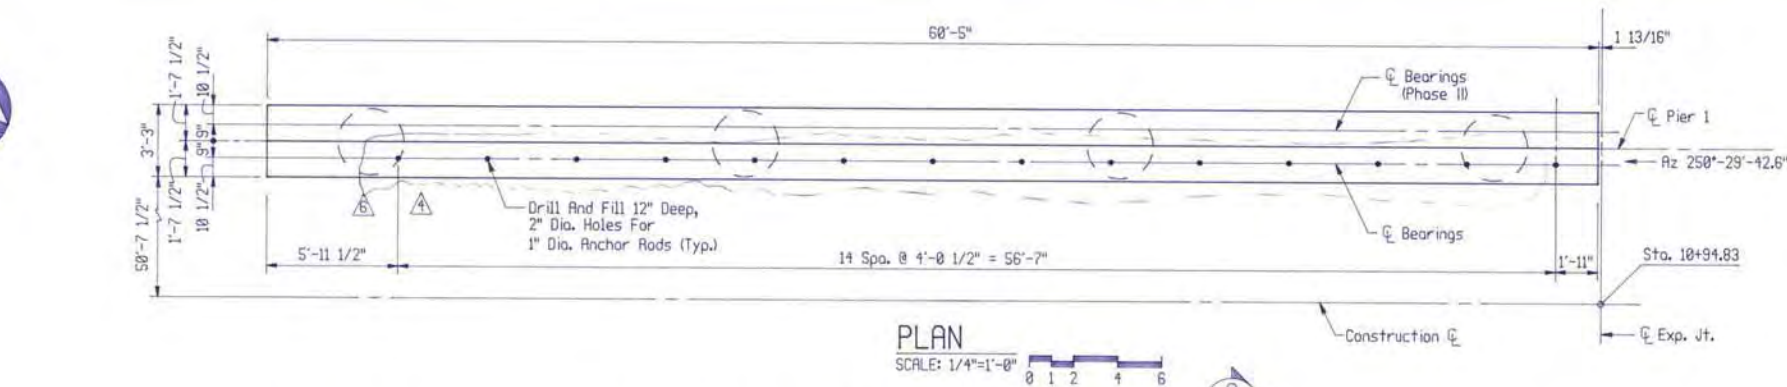 60'-5"
1 13/16"
1'-7 1/2"
10 1/2"
℄ Bearings
(Phase II)
℄ Pier 1
3'-3"
9"
9"
Az 250°-29'-42.6"
6
4
Drill And Fill 12" Deep,
2" Dia. Holes For
1" Dia. Anchor Rods (Typ.)
1'-7 1/2"
10 1/2"
50'-7 1/2"
℄ Bearings
5'-11 1/2"
14 Spa. @ 4'-0 1/2" = 56'-7"
1'-11"
Sta. 10+94.83
PLAN
SCALE: 1/4"=1'-0"
0 1 2 4 6
Construction ℄
℄ Exp. Jt.